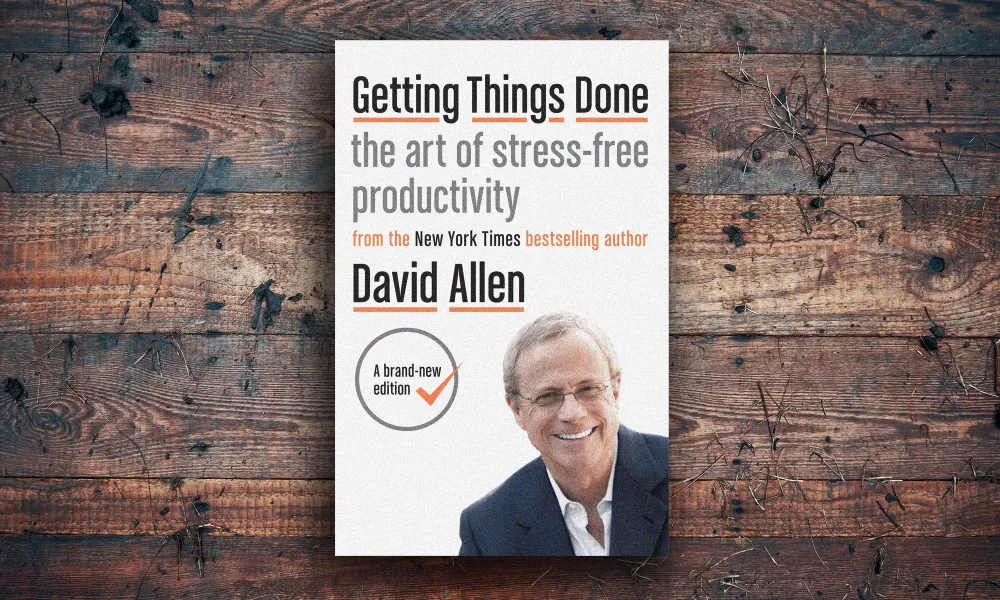 Getting Things Done
the art of stress-free
productivity
from the New York Times bestselling author
David Allen
A brand-new
edition